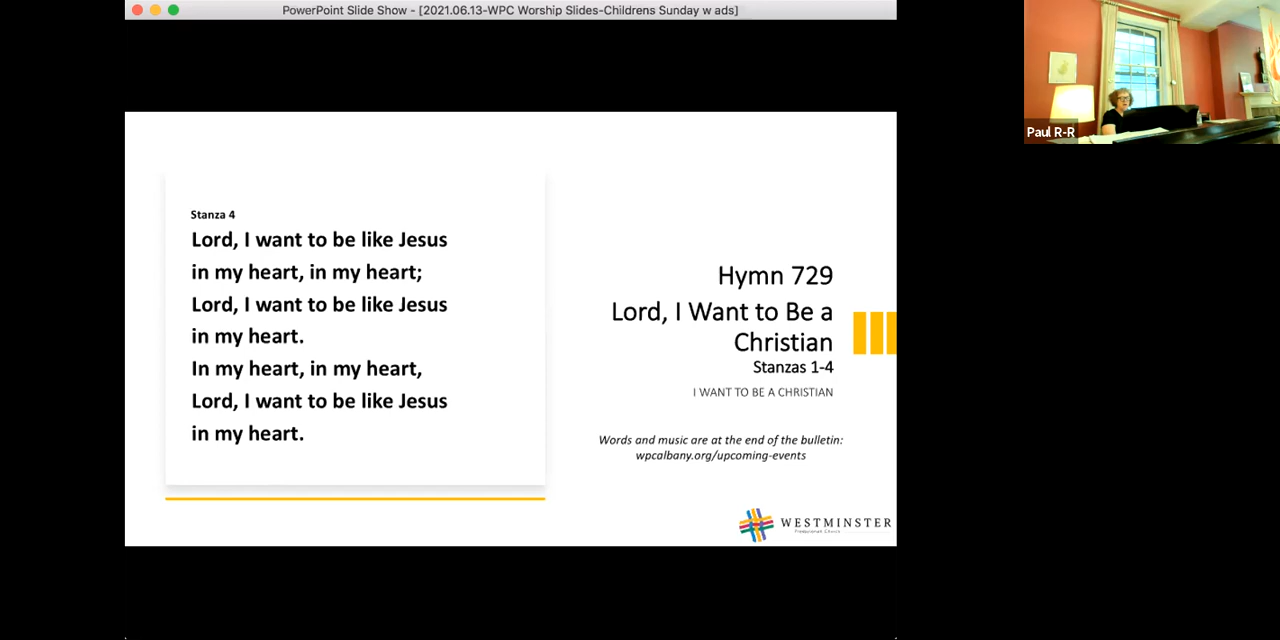 PowerPoint Slide Show - [2021.06.13-WPC Worship Slides-Childrens Sunday w ads]
Paul R-R
Stanza 4
Lord, I want to be like Jesus
in my heart, in my heart;
Lord, I want to be like Jesus
in my heart.
In my heart, in my heart,
Lord, I want to be like Jesus
in my heart.
Hymn 729
Lord, I Want to Be a
Christian
Stanzas 1-4
I WANT TO BE A CHRISTIAN
Words and music are at the end of the bulletin:
wpcalbany.org/upcoming-events
WESTMINSTER
Presbyterian Church